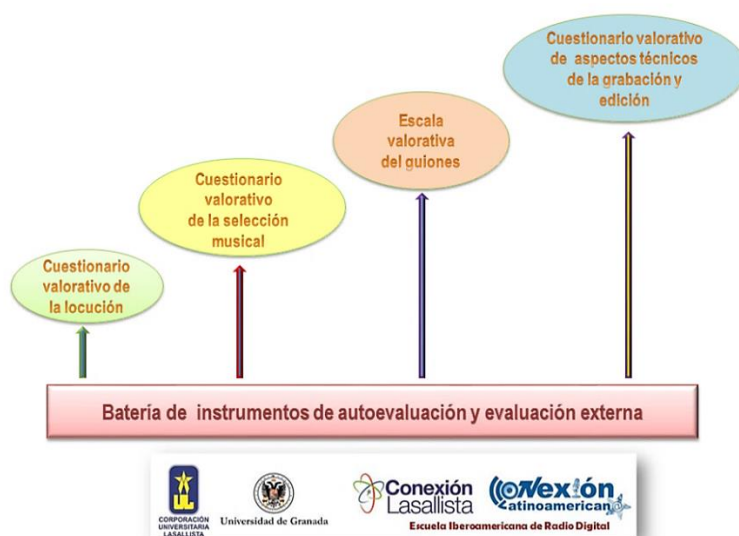 Cuestionario valorativo
de aspectos técnicos
de la grabación y
edición
Escala
valorativa
del guiones
Cuestionario
valorativo
de la selección
musical
Cuestionario
valorativo de
la locución
Batería de instrumentos de autoevaluación y evaluación externa
UL
CORPORACIÓN
UNIVERSITARIA
LASALLISTA
Universidad de Granada
Conexión
Lasallista
CoNexIón
Latinoamerican@
Escuela Iberoamericana de Radio Digital